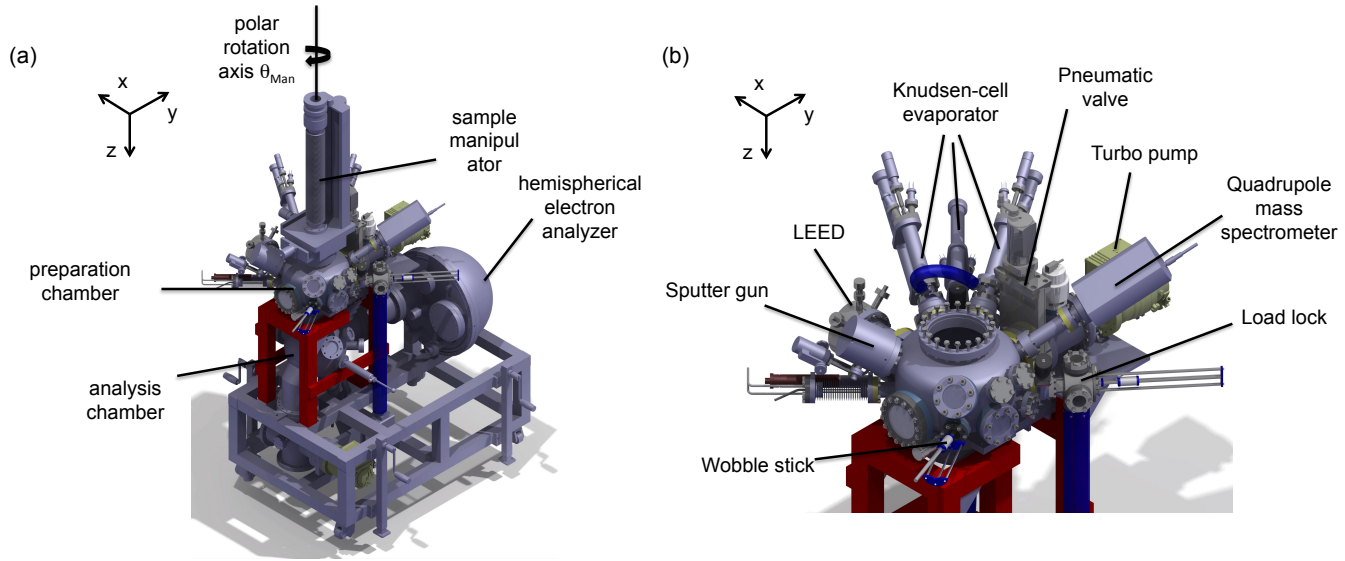 (a)
polar
rotation
axis θMan
x
y
z
sample
manipul
ator
hemispherical
electron
analyzer
preparation
chamber
analysis
chamber
(b)
x
y
z
Knudsen-cell
evaporator
Pneumatic
valve
Turbo pump
Quadrupole
mass
spectrometer
LEED
Sputter gun
Load lock
Wobble stick